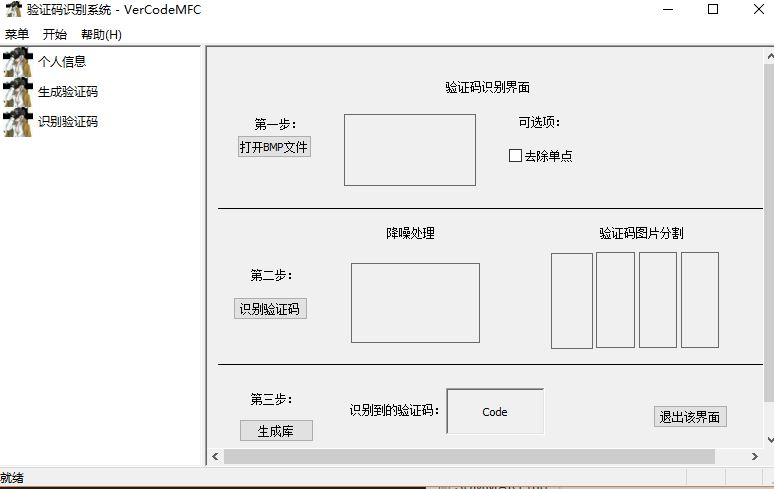 验证码识别系统 - VerCodeMFC
菜单 开始 帮助(H)
个人信息
生成验证码
识别验证码
验证码识别界面
第一步：
打开BMP文件
可选项：
去除单点
降噪处理
验证码图片分割
第二步：
识别验证码
第三步：
生成库
识别到的验证码：
Code
退出该界面
就绪